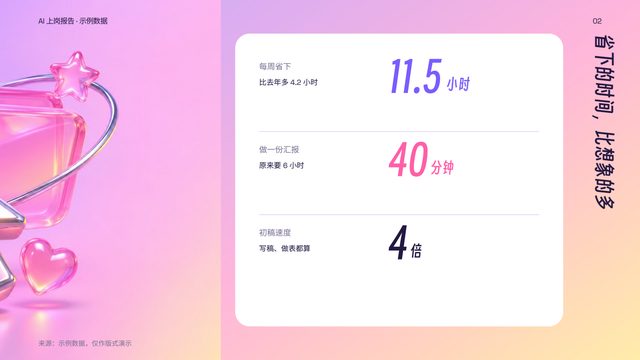 AI 上岗报告 · 示例数据
02
省下的时间，比想象的多
每周省下
比去年多 4.2 小时
11.5 小时
做一份汇报
原来要 6 小时
40 分钟
初稿速度
写稿、做表都算
4 倍
来源：示例数据，仅作版式演示